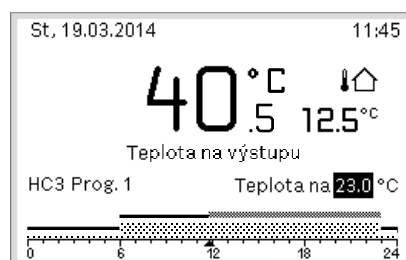 St, 19.03.2014 11:45
40.5 °C 12.5°C
Teplota na výstupu
HC3 Prog. 1 Teplota na 23.0 °C
0 6 12 18 24